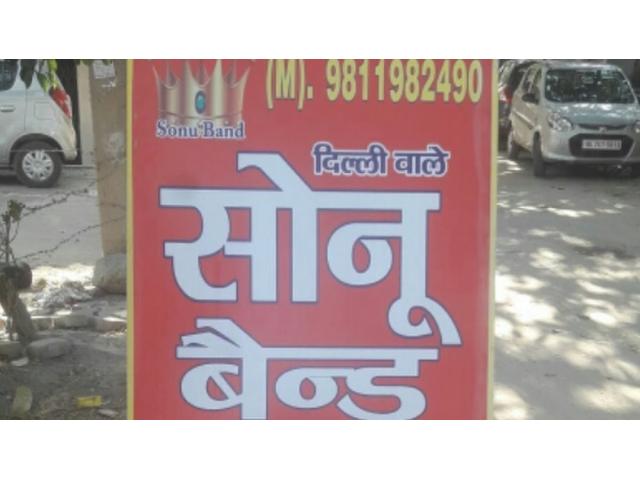 (M). 9811982490
Sonu Band
दिल्ली वाले
सोनू
बैन्ड